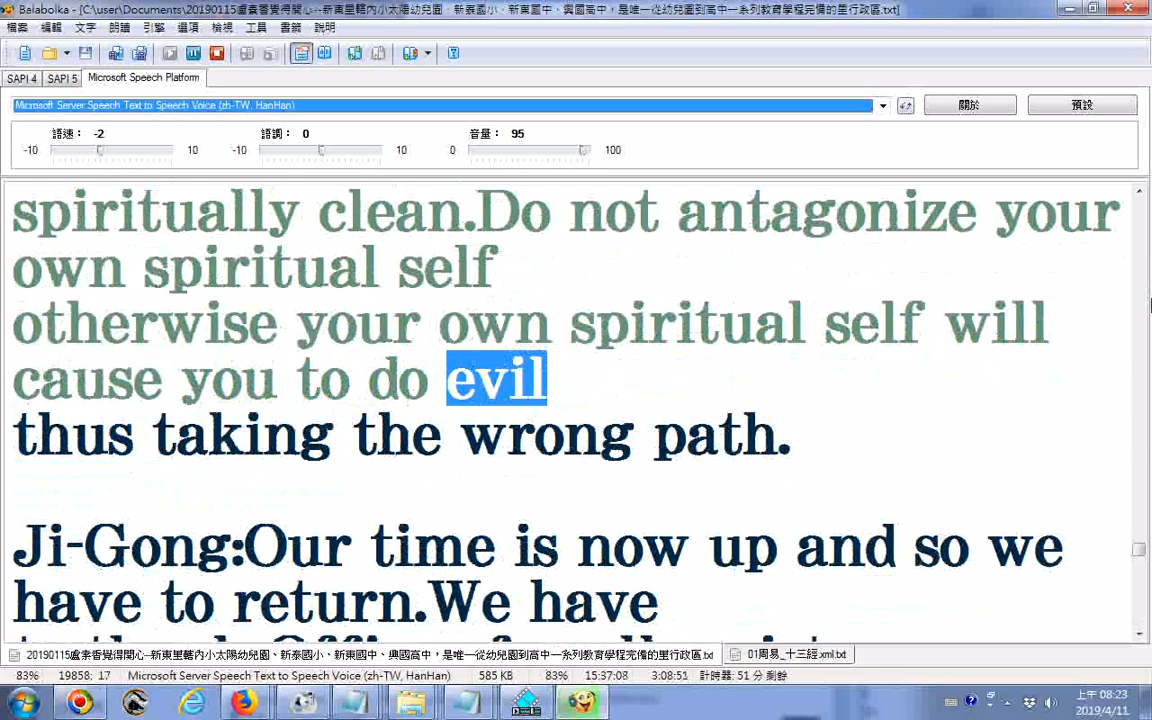 Balabolka - [C:\user\Documents\20190115盧素香覺得開心--新東里轄內小太陽幼兒園、新泰國小、新東國中、興國高中，是唯一從幼兒園到高中一系列教育學程完備的里行政區.txt]
檔案 編輯 文字 朗讀 引擎 選項 檢視 工具 書籤 說明
SAPI 4 SAPI 5 Microsoft Speech Platform
Microsoft Server Speech Text to Speech Voice (zh-TW, HanHan) 關於 預設
語速： -2 語調： 0 音量： 95
-10 10 -10 10 0 100
spiritually clean.Do not antagonize your
own spiritual self
otherwise your own spiritual self will
cause you to do evil
thus taking the wrong path.
Ji-Gong:Our time is now up and so we
have to return.We have
20190115盧素香覺得開心--新東里轄內小太陽幼兒園、新泰國小、新東國中、興國高中，是唯一從幼兒園到高中一系列教育學程完備的里行政區.txt 01周易_十三經.xml.txt
83% 19858: 17 Microsoft Server Speech Text to Speech Voice (zh-TW, HanHan) 585 KB 83% 15:37:08 3:08:51 計時器: 51 分 剩餘
上午 08:23
2019/4/11